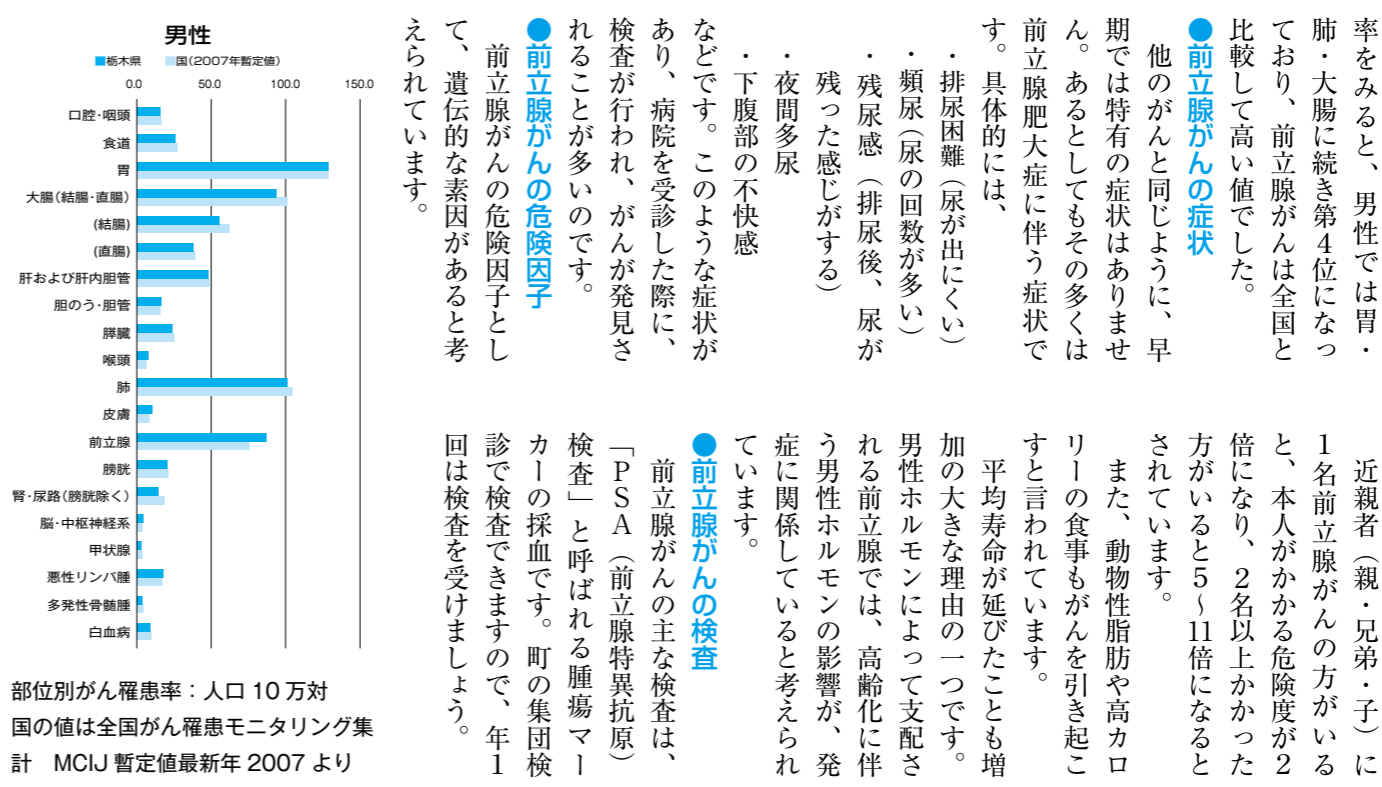 率をみると、男性では胃・
肺・大腸に続き第4位になっ
ており、前立腺がんは全国と
比較して高い値でした。
●前立腺がんの症状
他のがんと同じように、早
期では特有の症状はありませ
ん。あるとしてもその多くは
前立腺肥大症に伴う症状で
す。具体的には、
・排尿困難（尿が出にくい）
・頻尿（尿の回数が多い）
・残尿感（排尿後、尿が
残った感じがする）
・夜間多尿
・下腹部の不快感
などです。このような症状が
あり、病院を受診した際に、
検査が行われ、がんが発見さ
れることが多いのです。
●前立腺がんの危険因子
前立腺がんの危険因子とし
て、遺伝的な素因があると考
えられています。
近親者（親・兄弟・子）に
1名前立腺がんの方がいる
と、本人がかかる危険度が2
倍になり、2名以上かかった
方がいると5〜11倍になると
されています。
また、動物性脂肪や高カロ
リーの食事もがんを引き起こ
すと言われています。
平均寿命が延びたことも増
加の大きな理由の一つです。
男性ホルモンによって支配さ
れる前立腺では、高齢化に伴
う男性ホルモンの影響が、発
症に関係していると考えられ
ています。
●前立腺がんの検査
前立腺がんの主な検査は、
「PSA（前立腺特異抗原）
検査」と呼ばれる腫瘍マー
カーの採血です。町の集団検
診で検査できますので、年1
回は検査を受けましょう。
男性
■栃木県 ■国(2007年暫定値)
0.0 50.0 100.0 150.0
口腔・咽頭
食道
胃
大腸(結腸・直腸)
(結腸)
(直腸)
肝および肝内胆管
胆のう・胆管
膵臓
喉頭
肺
皮膚
前立腺
膀胱
腎・尿路(膀胱除く)
脳・中枢神経系
甲状腺
悪性リンパ腫
多発性骨髄腫
白血病
部位別がん罹患率：人口10万対
国の値は全国がん罹患モニタリング集
計　MCIJ 暫定値最新年 2007 より